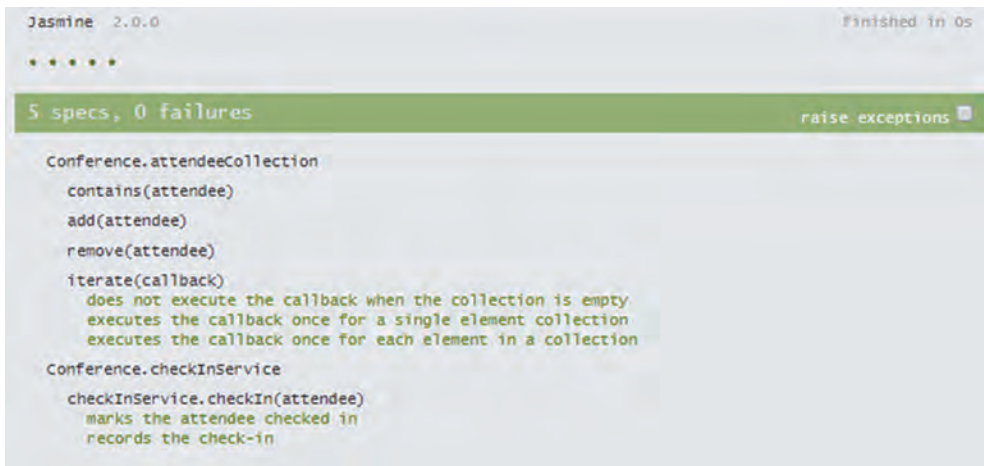 Jasmine 2.0.0 finished in 0s
• • • • •
5 specs, 0 failures raise exceptions
Conference.attendeeCollection
contains(attendee)
add(attendee)
remove(attendee)
iterate(callback)
does not execute the callback when the collection is empty
executes the callback once for a single element collection
executes the callback once for each element in a collection
Conference.checkInService
checkInService.checkIn(attendee)
marks the attendee checked in
records the check-in